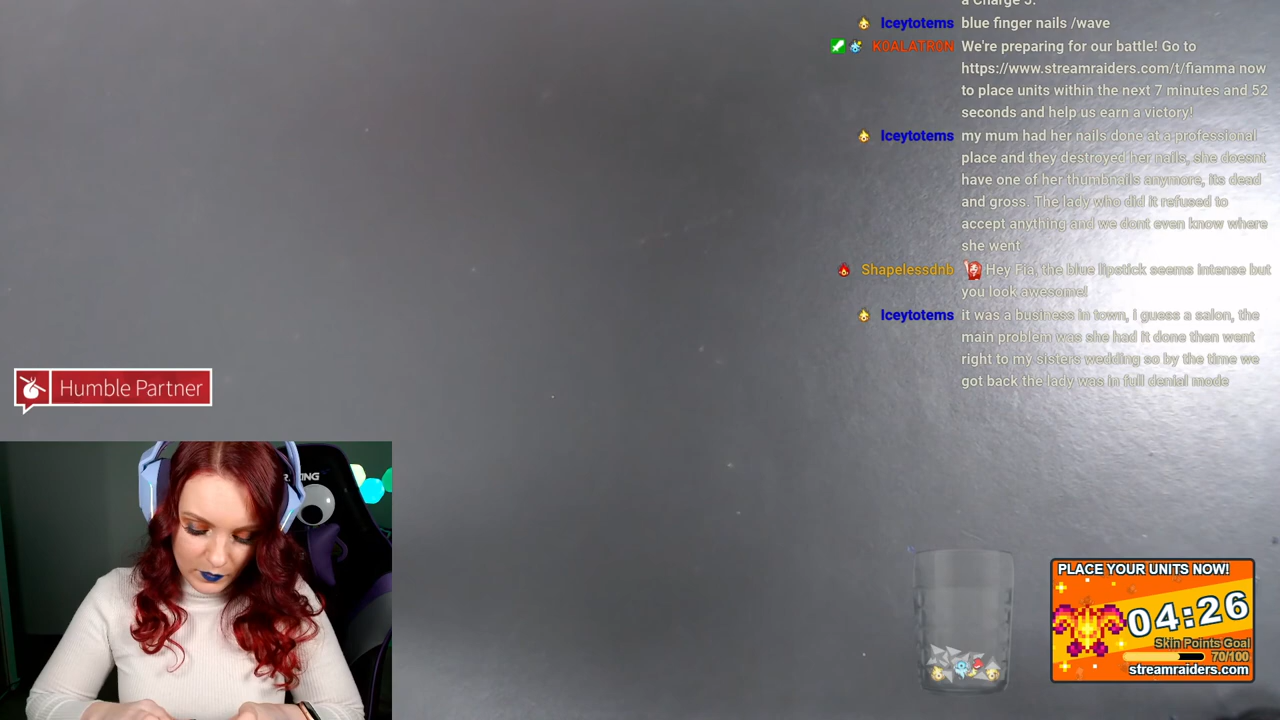 a Charge 5.
Iceytotems blue finger nails /wave
KOALATRON We're preparing for our battle! Go to
https://www.streamraiders.com/t/fiamma now
to place units within the next 7 minutes and 52
seconds and help us earn a victory!
Iceytotems my mum had her nails done at a professional
place and they destroyed her nails, she doesnt
have one of her thumbnails anymore, its dead
and gross. The lady who did it refused to
accept anything and we dont even know where
she went
Shapelessdnb Hey Fia, the blue lipstick seems intense but
you look awesome!
Iceytotems it was a business in town, i guess a salon, the
main problem was she had it done then went
right to my sisters wedding so by the time we
got back the lady was in full denial mode
Humble Partner
PLACE YOUR UNITS NOW!
04:26
Skin Points Goal
70/100
streamraiders.com